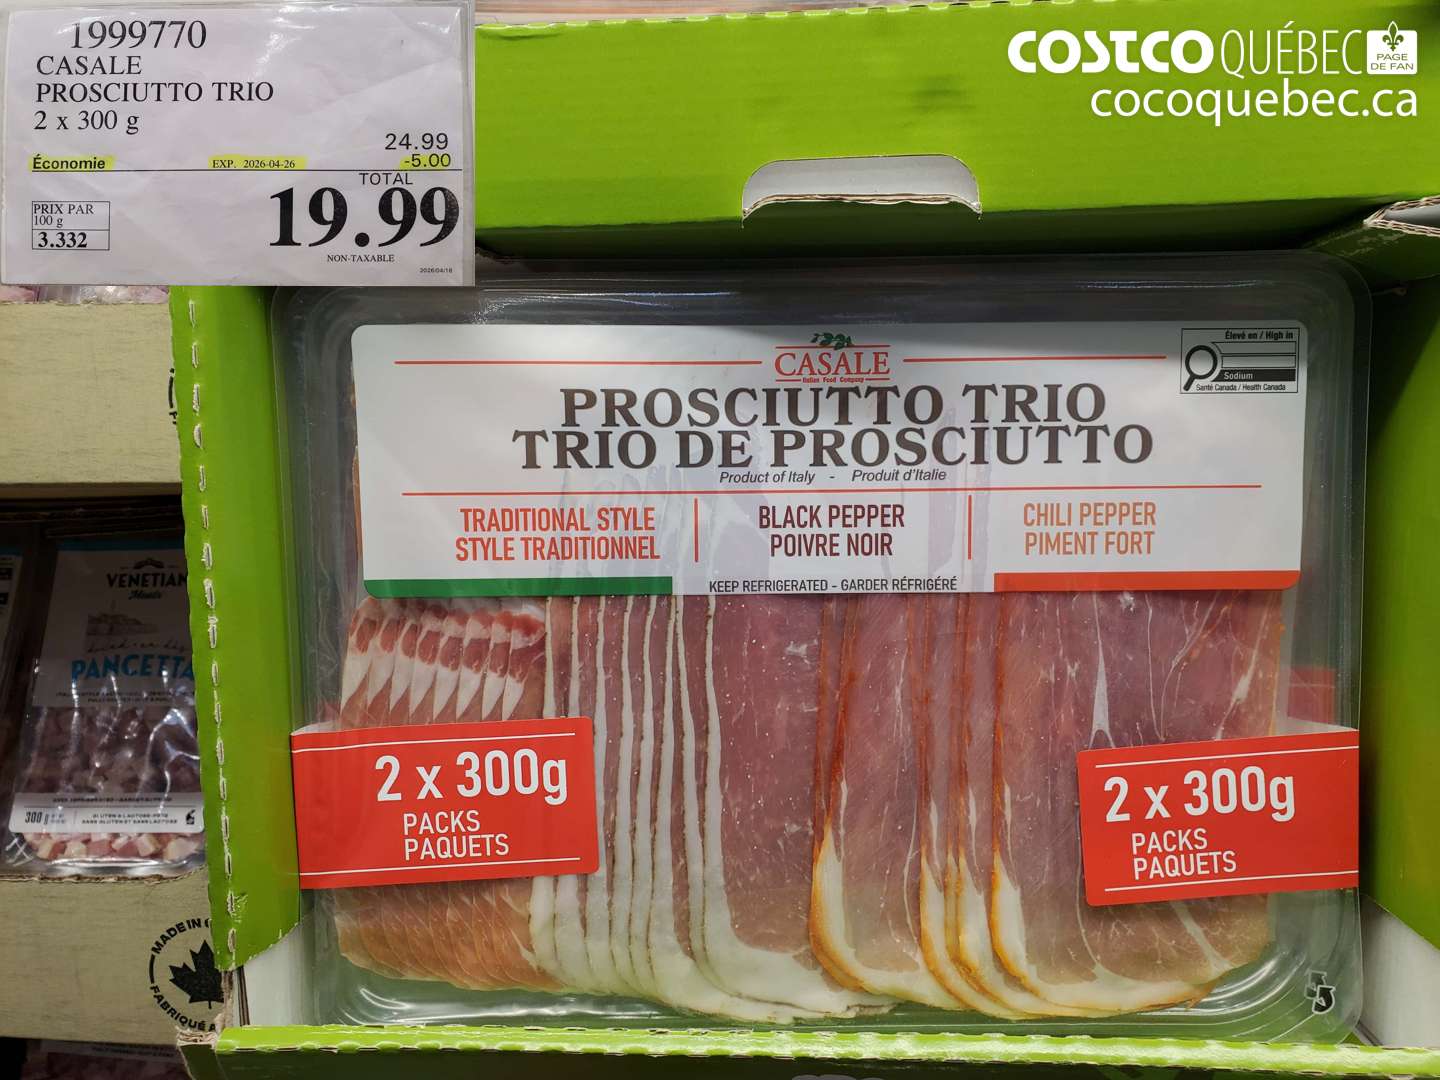 1999770
CASALE
PROSCIUTTO TRIO
2 x 300 g
24.99
Économie EXP. 2026-04-26 -5.00
TOTAL
19.99
PRIX PAR
100 g
3.332
NON-TAXABLE
2026/04/18
COSTCO QUÉBEC PAGE DE FAN
cocoquebec.ca
CASALE
Italian Food Company
Élevé en / High in
Sodium
Santé Canada / Health Canada
PROSCIUTTO TRIO
TRIO DE PROSCIUTTO
Product of Italy - Produit d'Italie
TRADITIONAL STYLE
STYLE TRADITIONNEL
BLACK PEPPER
POIVRE NOIR
CHILI PEPPER
PIMENT FORT
KEEP REFRIGERATED - GARDER RÉFRIGÉRÉ
2 x 300g
PACKS
PAQUETS
2 x 300g
PACKS
PAQUETS
VENETIAN
Meats
PANCETTA
300 g
MADE IN
FABRIQUÉ